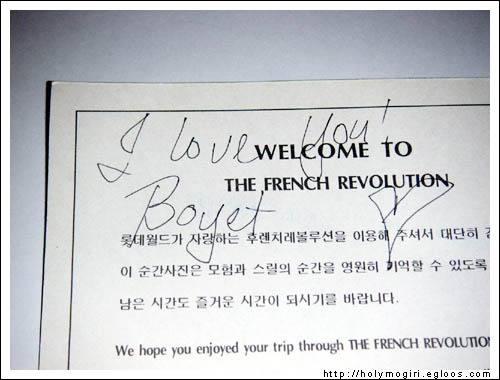 I love You!
WELCOME TO
THE FRENCH REVOLUTION
Boyet
롯데월드가 자랑하는 후렌치레볼루션을 이용해 주셔서 대단히
이 순간사진은 모험과 스릴의 순간을 영원히 기억할 수 있도록
남은 시간도 즐거운 시간이 되시기를 바랍니다.
We hope you enjoyed your trip through THE FRENCH REVOLUTION
http://holymogiri.egloos.com